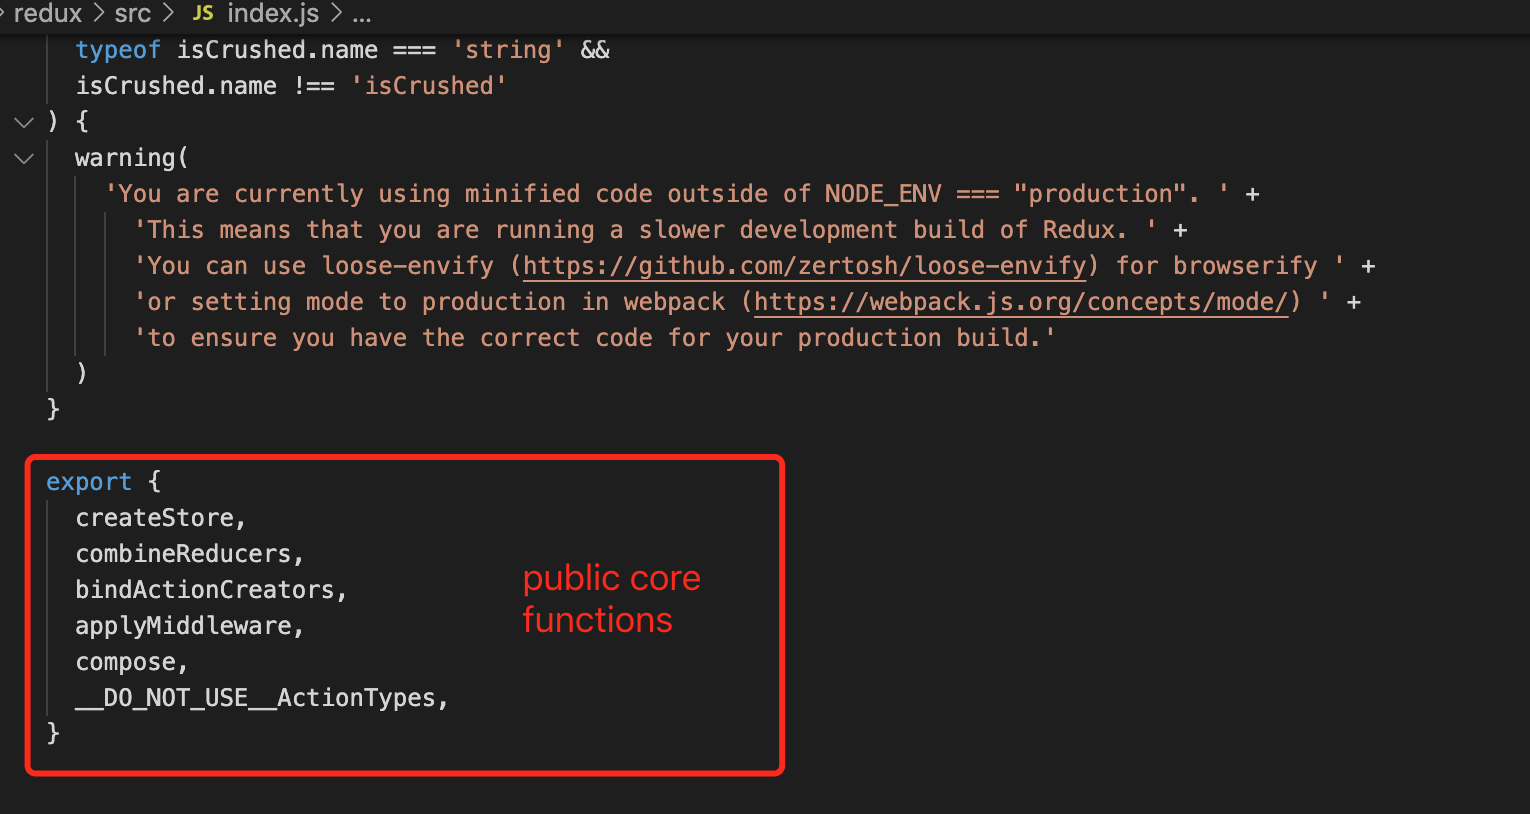 redux > src > JS index.js > ...
typeof isCrushed.name === 'string' &&
isCrushed.name !== 'isCrushed'
) {
warning(
'You are currently using minified code outside of NODE_ENV === "production". ' +
'This means that you are running a slower development build of Redux. ' +
'You can use loose-envify (https://github.com/zertosh/loose-envify) for browserify ' +
'or setting mode to production in webpack (https://webpack.js.org/concepts/mode/) ' +
'to ensure you have the correct code for your production build.'
)
}
export {
createStore,
combineReducers,
bindActionCreators,
applyMiddleware,
compose,
__DO_NOT_USE__ActionTypes,
}
public core
functions